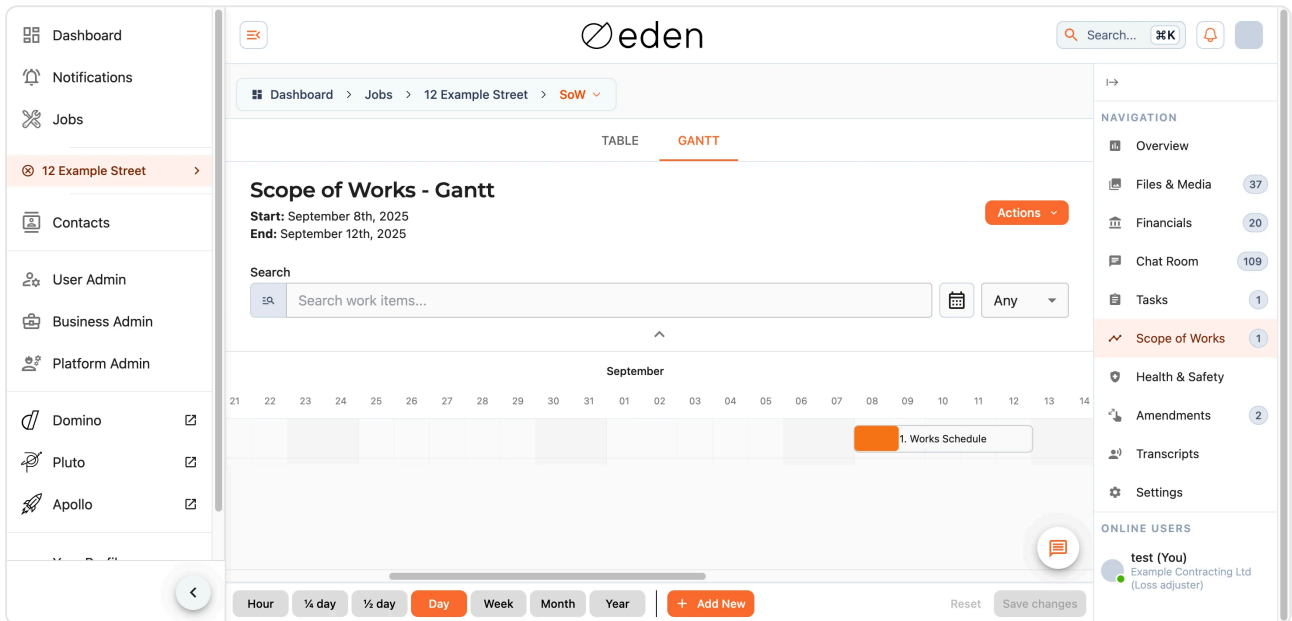 Dashboard
Notifications
Jobs
12 Example Street
Contacts
User Admin
Business Admin
Platform Admin
Domino
Pluto
Apollo
eden
Search... ⌘K
Dashboard > Jobs > 12 Example Street > SoW
TABLE GANTT
Scope of Works - Gantt
Start: September 8th, 2025
End: September 12th, 2025
Actions
Search
Search work items...
Any
September
21 22 23 24 25 26 27 28 29 30 31 01 02 03 04 05 06 07 08 09 10 11 12 13 14
1. Works Schedule
Hour ¼ day ½ day Day Week Month Year + Add New Reset Save changes
NAVIGATION
Overview
Files & Media 37
Financials 20
Chat Room 109
Tasks 1
Scope of Works 1
Health & Safety
Amendments 2
Transcripts
Settings
ONLINE USERS
test (You)
Example Contracting Ltd
(Loss adjuster)